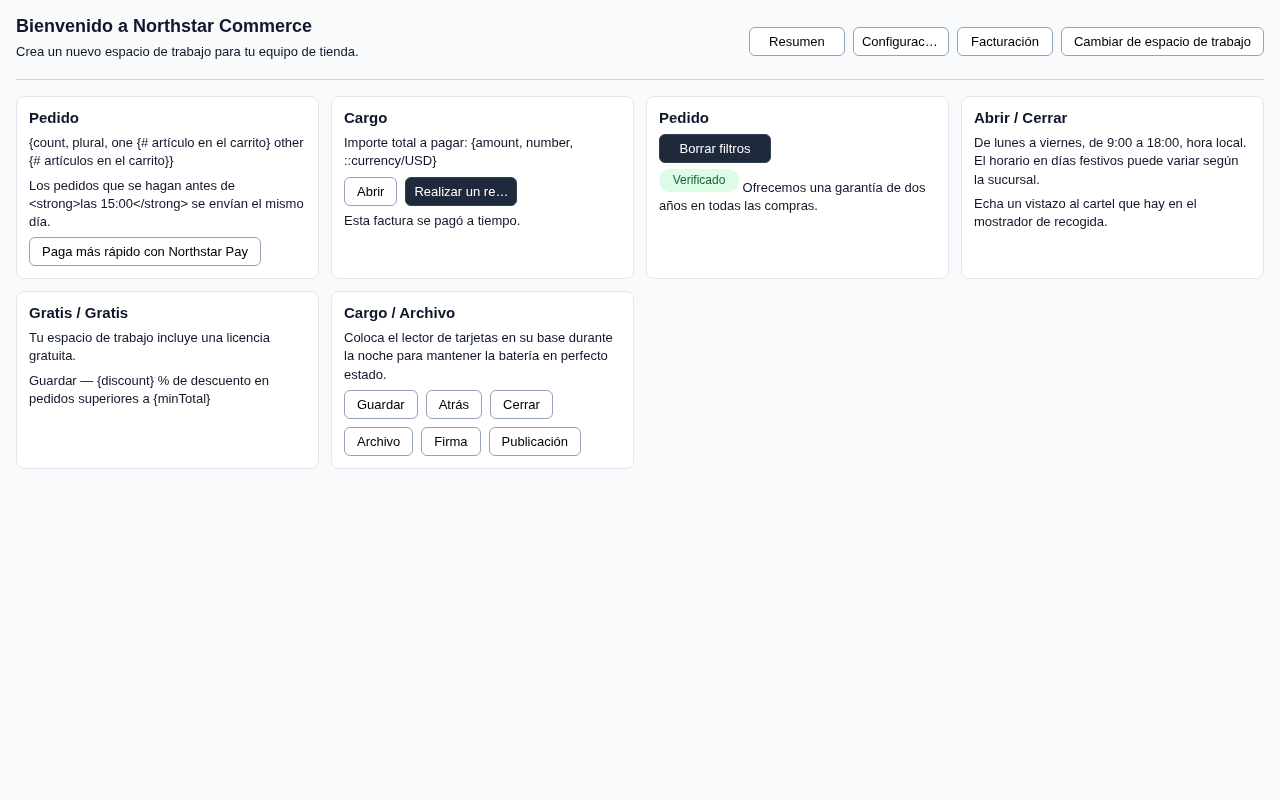 Bienvenido a Northstar Commerce
Crea un nuevo espacio de trabajo para tu equipo de tienda.
Resumen
Configurac…
Facturación
Cambiar de espacio de trabajo
Pedido
{count, plural, one {# artículo en el carrito} other
{# artículos en el carrito}}
Los pedidos que se hagan antes de
<strong>las 15:00</strong> se envían el mismo
día.
Paga más rápido con Northstar Pay
Cargo
Importe total a pagar: {amount, number,
::currency/USD}
Abrir
Realizar un re…
Esta factura se pagó a tiempo.
Pedido
Borrar filtros
Verificado
Ofrecemos una garantía de dos
años en todas las compras.
Abrir / Cerrar
De lunes a viernes, de 9:00 a 18:00, hora local.
El horario en días festivos puede variar según
la sucursal.
Echa un vistazo al cartel que hay en el
mostrador de recogida.
Gratis / Gratis
Tu espacio de trabajo incluye una licencia
gratuita.
Guardar — {discount} % de descuento en
pedidos superiores a {minTotal}
Cargo / Archivo
Coloca el lector de tarjetas en su base durante
la noche para mantener la batería en perfecto
estado.
Guardar
Atrás
Cerrar
Archivo
Firma
Publicación